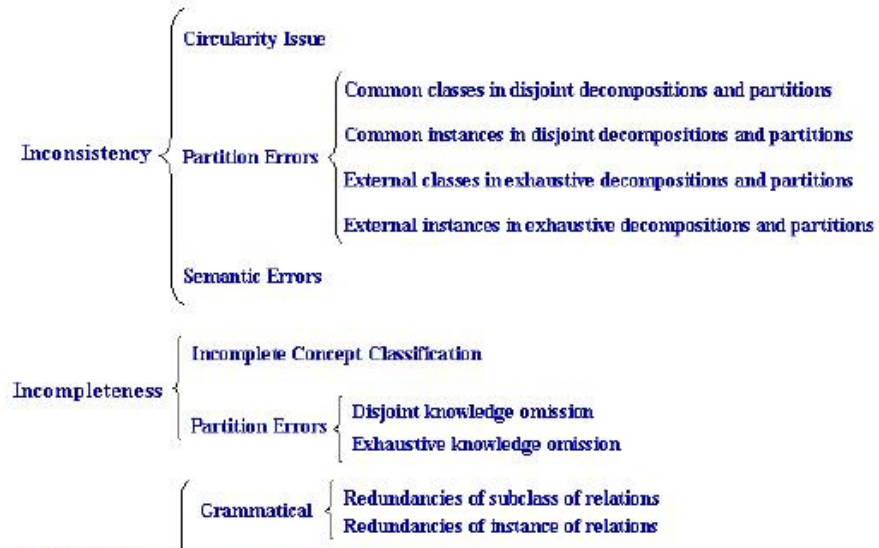 Circularity Issue
Common classes in disjoint decompositions and partitions
Common instances in disjoint decompositions and partitions
Inconsistency
Partition Errors
External classes in exhaustive decompositions and partitions
External instances in exhaustive decompositions and partitions
Semantic Errors
Incomplete Concept Classification
Incompleteness
Partition Errors
Disjoint knowledge omission
Exhaustive knowledge omission
Grammatical
Redundancies of subclass of relations
Redundancies of instance of relations